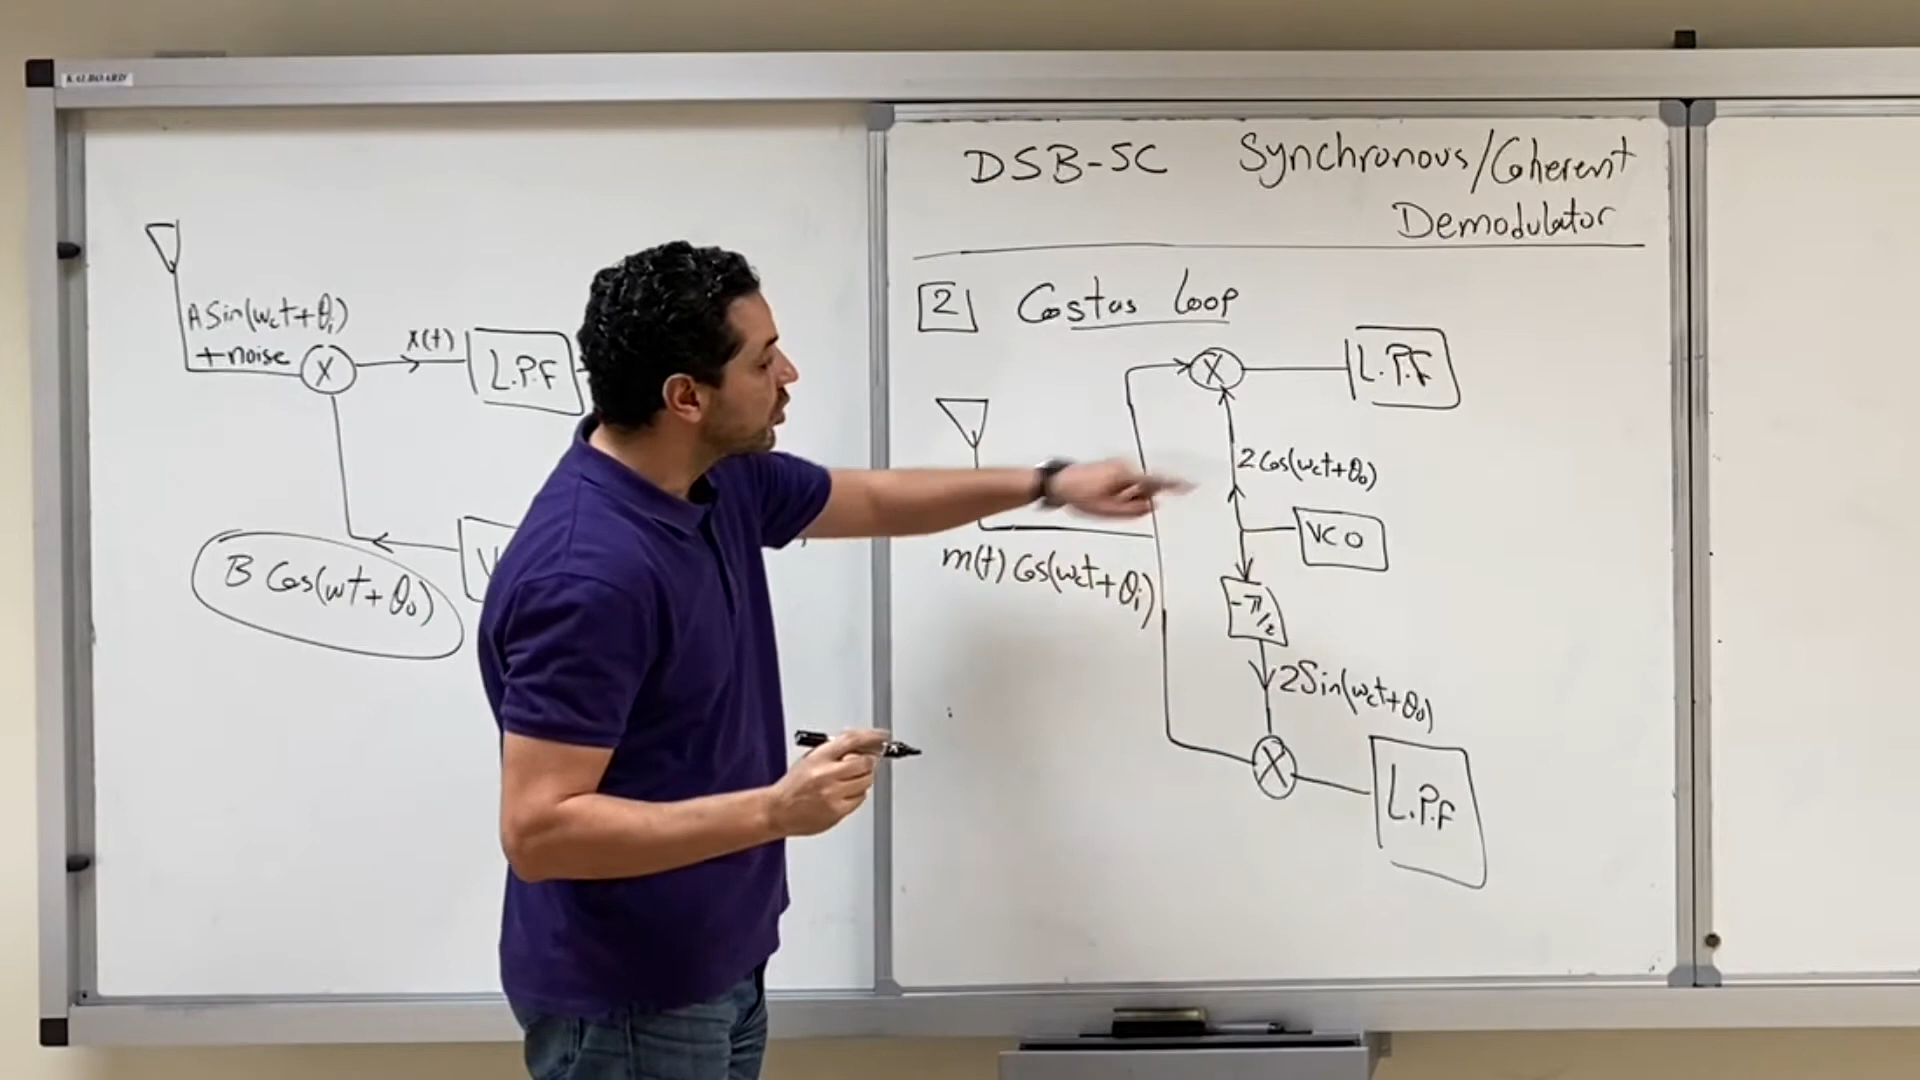 KALBOARD
A Sin(ωct+θi)
+noise
X
x(t)
L.P.F
B Cos(ωt+θo)
DSB-SC Synchronous/Coherent
Demodulator
2 Costas loop
X
L.P.F
2Cos(ωct+θo)
VCO
m(t) Cos(ωct+θi)
-π/2
2Sin(ωct+θo)
X
L.P.F